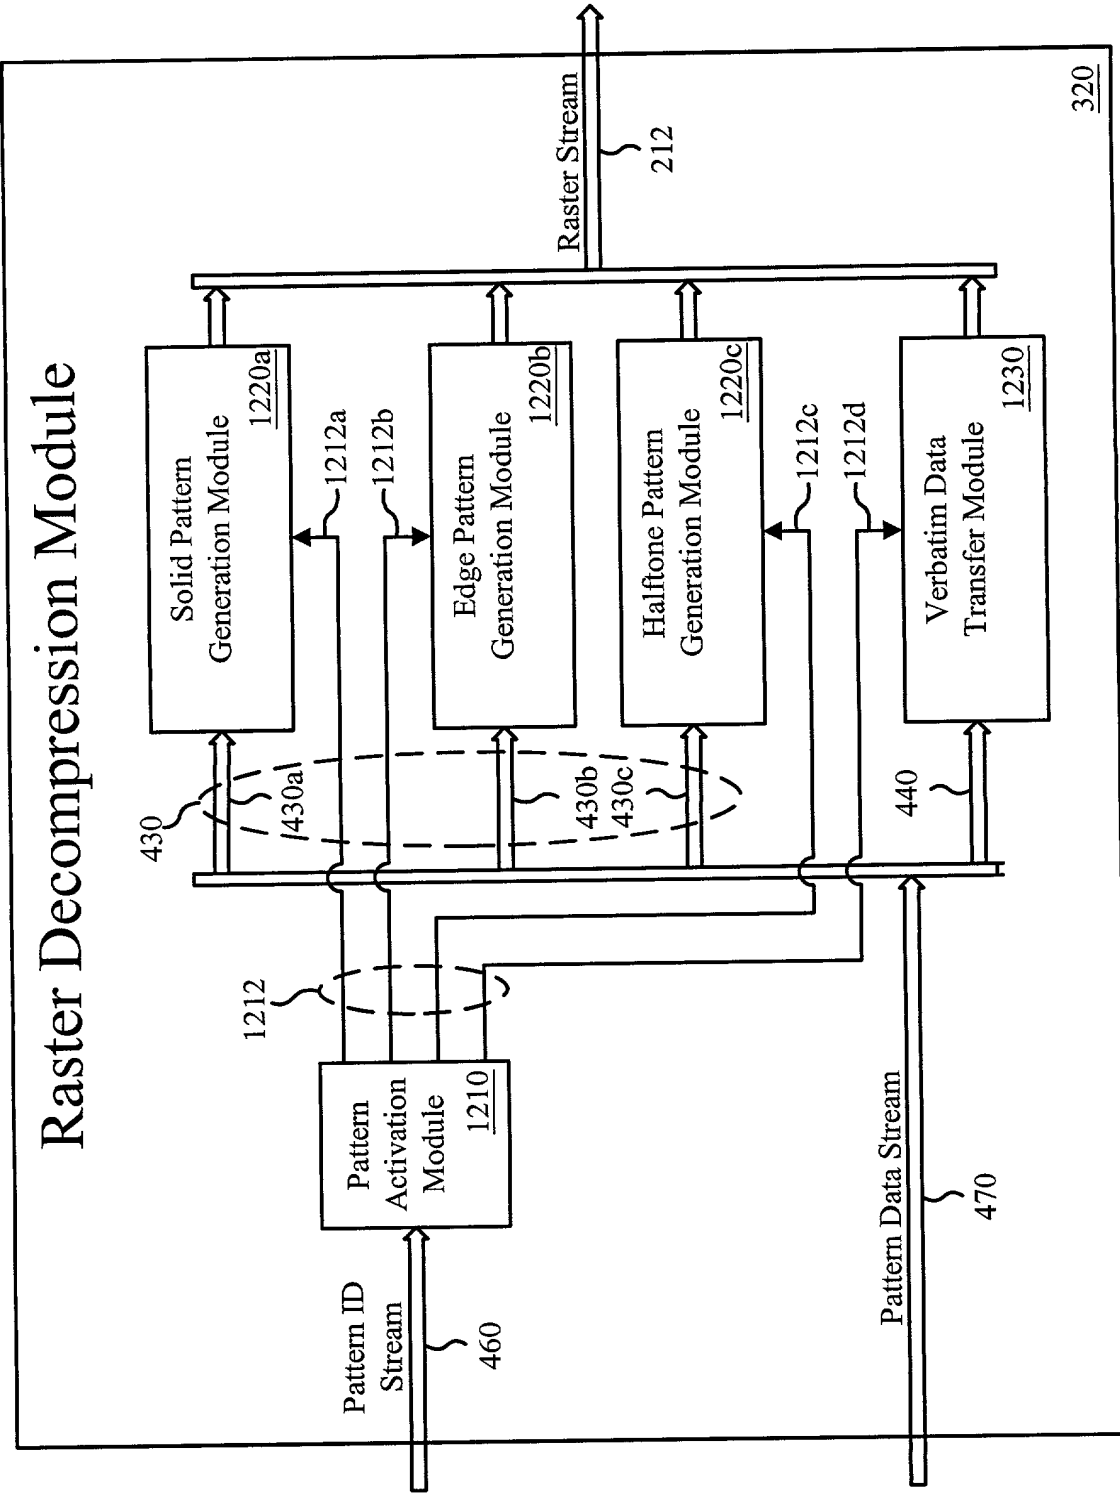 Raster Decompression Module
Pattern ID
Stream
460
Pattern
Activation
Module
1210
1212
Pattern Data Stream
470
430
430a
430b
430c
440
Solid Pattern
Generation Module
1220a
1212a
1212b
Edge Pattern
Generation Module
1220b
Halftone Pattern
Generation Module
1220c
1212c
1212d
Verbatim Data
Transfer Module
1230
Raster Stream
212
320